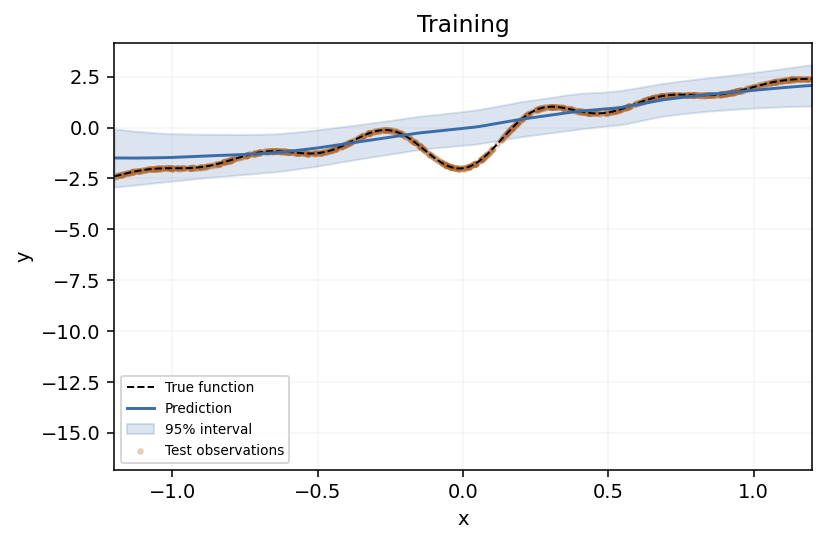 Training
2.5
0.0
−2.5
−5.0
−7.5
−10.0
−12.5
−15.0
y
True function
Prediction
95% interval
Test observations
−1.0 −0.5 0.0 0.5 1.0
x